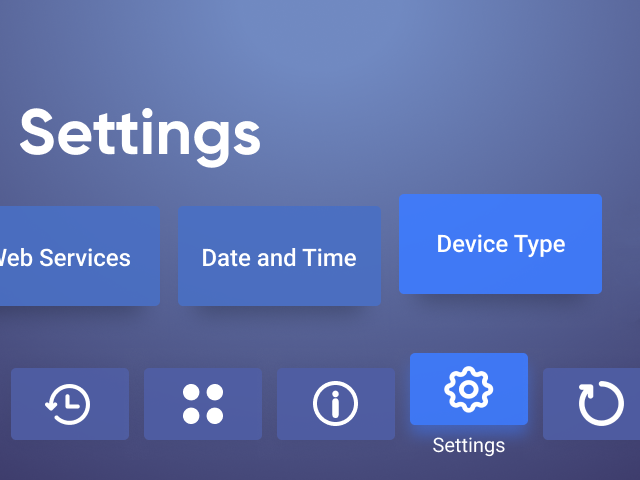 Settings
Web Services
Date and Time
Device Type
Settings